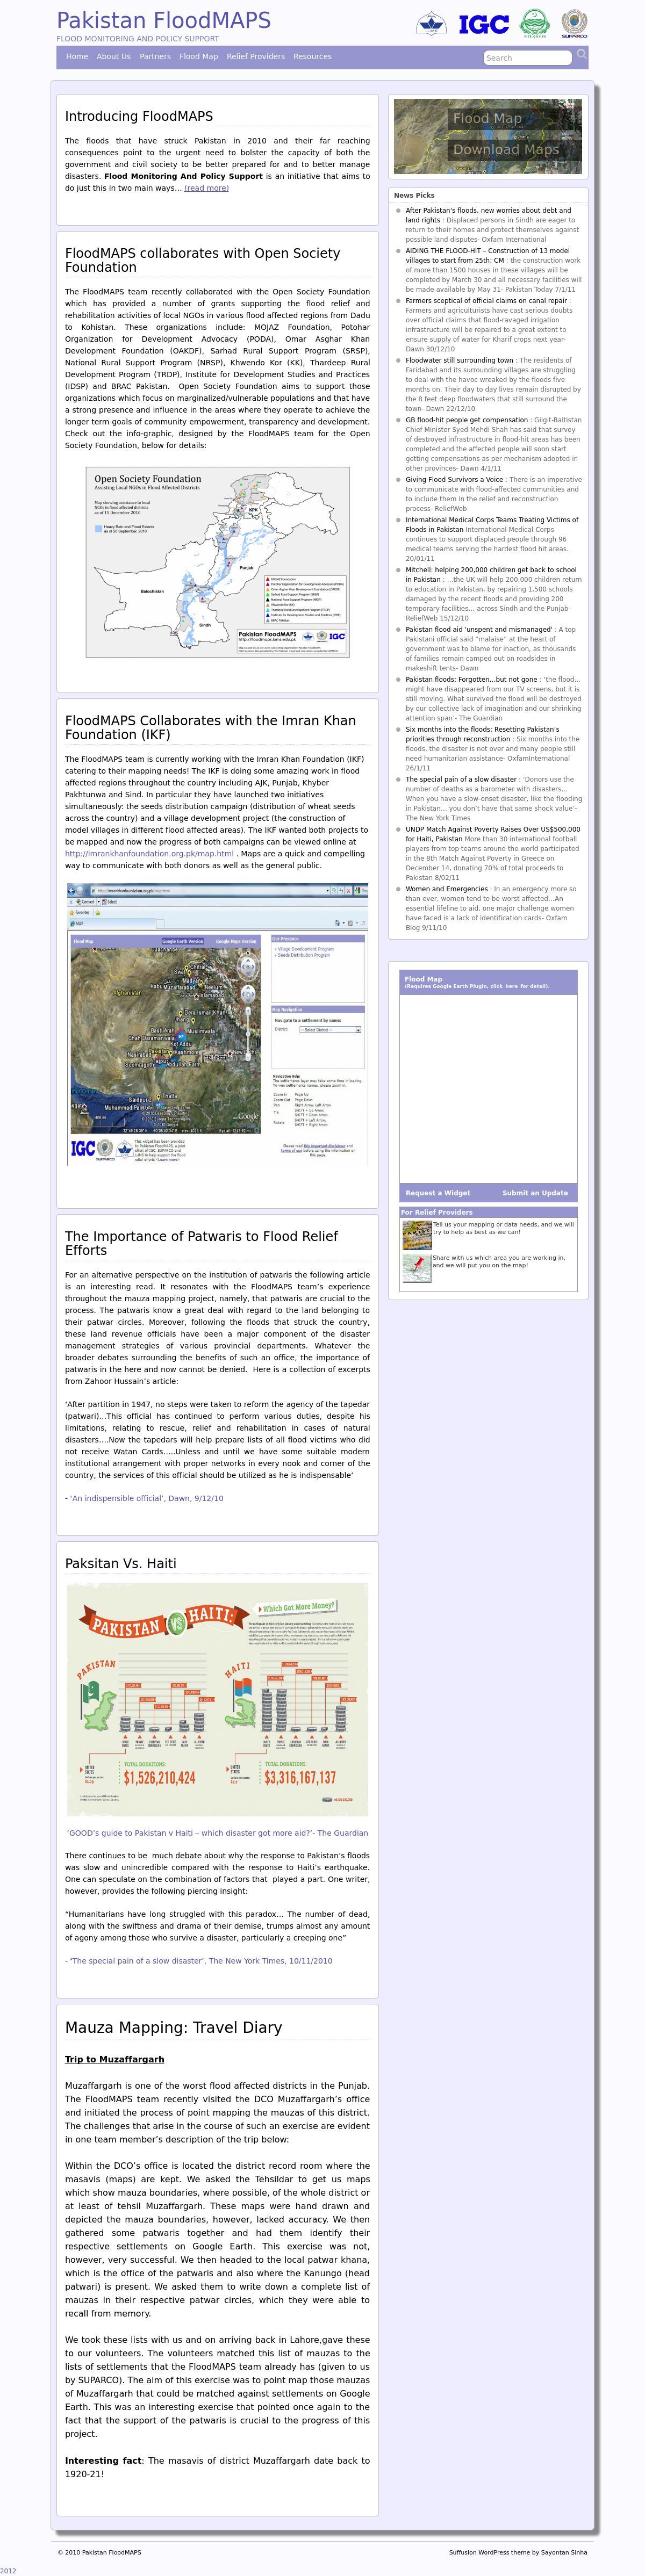 Pakistan FloodMAPS
FLOOD MONITORING AND POLICY SUPPORT
IGC
SUPARCO
Home About Us Partners Flood Map Relief Providers Resources
Search
Introducing FloodMAPS
The floods that have struck Pakistan in 2010 and their far reaching
consequences point to the urgent need to bolster the capacity of both the
government and civil society to be better prepared for and to better manage
disasters. Flood Monitoring And Policy Support is an initiative that aims to
do just this in two main ways… (read more)
FloodMAPS collaborates with Open Society
Foundation
The FloodMAPS team recently collaborated with the Open Society Foundation
which has provided a number of grants supporting the flood relief and
rehabilitation activities of local NGOs in various flood affected regions from Dadu
to Kohistan. These organizations include: MOJAZ Foundation, Potohar
Organization for Development Advocacy (PODA), Omar Asghar Khan
Development Foundation (OAKDF), Sarhad Rural Support Program (SRSP),
National Rural Support Program (NRSP), Khwendo Kor (KK), Thardeep Rural
Development Program (TRDP), Institute for Development Studies and Practices
(IDSP) and BRAC Pakistan. Open Society Foundation aims to support those
organizations which focus on marginalized/vulnerable populations and that have
a strong presence and influence in the areas where they operate to achieve the
longer term goals of community empowerment, transparency and development.
Check out the info-graphic, designed by the FloodMAPS team for the Open
Society Foundation, below for details:
Open Society Foundation
Assisting Local NGOs in Flood Affected Districts
KPK
Punjab
Balochistan
Sindh
Pakistan FloodMAPS
IGC
FloodMAPS Collaborates with the Imran Khan
Foundation (IKF)
The FloodMAPS team is currently working with the Imran Khan Foundation (IKF)
catering to their mapping needs! The IKF is doing some amazing work in flood
affected regions throughout the country including AJK, Punjab, Khyber
Pakhtunwa and Sind. In particular they have launched two initiatives
simultaneously: the seeds distribution campaign (distribution of wheat seeds
across the country) and a village development project (the construction of
model villages in different flood affected areas). The IKF wanted both projects to
be mapped and now the progress of both campaigns can be viewed online at
http://imrankhanfoundation.org.pk/map.html . Maps are a quick and compelling
way to communicate with both donors as well as the general public.
Convert Select
Favorites
MAP
Flood Map Google Earth Version Google Maps Version
Our Presence
Village Development Program
Seeds Distribution Program
Map Navigation
Navigate to a settlement by name:
District: -- Select District --
Google
IGC
The Importance of Patwaris to Flood Relief
Efforts
For an alternative perspective on the institution of patwaris the following article
is an interesting read. It resonates with the FloodMAPS team's experiences
throughout the mauza mapping project, namely, that patwaris are crucial to the
process. The patwaris know a great deal with regard to the land belonging to
their patwar circles. Moreover, following the floods that struck the country,
these land revenue officials have been a major component of the disaster
management strategies of various provincial departments. Whatever the
broader debates surrounding the benefits of such an office, the importance of
patwaris in the here and now cannot be denied. Here is a collection of excerpts
from Zahoor Hussain's article:
'After partition in 1947, no steps were taken to reform the agency of the tapedar
(patwari)…This official has continued to perform various duties, despite his
limitations, relating to rescue, relief and rehabilitation in cases of natural
disasters….Now the tapedars will help prepare lists of all flood victims who did
not receive Watan Cards…..Unless and until we have some suitable modern
institutional arrangement with proper networks in every nook and corner of the
country, the services of this official should be utilized as he is indispensable'
- 'An indispensible official', Dawn, 9/12/10
Paksitan Vs. Haiti
PAKISTAN VS HAITI:
Which Got More Money?
PAKISTAN
HAITI
TOTAL DONATIONS:
$1,526,210,424
TOTAL DONATIONS:
$3,316,167,137
'GOOD's guide to Pakistan v Haiti – which disaster got more aid?'- The Guardian
There continues to be much debate about why the response to Pakistan's floods
was slow and unincredible compared with the response to Haiti's earthquake.
One can speculate on the combination of factors that played a part. One writer,
however, provides the following piercing insight:
"Humanitarians have long struggled with this paradox… The number of dead,
along with the swiftness and drama of their demise, trumps almost any amount
of agony among those who survive a disaster, particularly a creeping one"
- 'The special pain of a slow disaster', The New York Times, 10/11/2010
Mauza Mapping: Travel Diary
Trip to Muzaffargarh
Muzaffargarh is one of the worst flood affected districts in the Punjab.
The FloodMAPS team recently visited the DCO Muzaffargarh's office
and initiated the process of point mapping the mauzas of this district.
The challenges that arise in the course of such an exercise are evident
in one team member's description of the trip below:
Within the DCO's office is located the district record room where the
masavis (maps) are kept. We asked the Tehsildar to get us maps
which show mauza boundaries, where possible, of the whole district or
at least of tehsil Muzaffargarh. These maps were hand drawn and
depicted the mauza boundaries, however, lacked accuracy. We then
gathered some patwaris together and had them identify their
respective settlements on Google Earth. This exercise was not,
however, very successful. We then headed to the local patwar khana,
which is the office of the patwaris and also where the Kanungo (head
patwari) is present. We asked them to write down a complete list of
mauzas in their respective patwar circles, which they were able to
recall from memory.
We took these lists with us and on arriving back in Lahore,gave these
to our volunteers. The volunteers matched this list of mauzas to the
lists of settlements that the FloodMAPS team already has (given to us
by SUPARCO). The aim of this exercise was to point map those mauzas
of Muzaffargarh that could be matched against settlements on Google
Earth. This was an interesting exercise that pointed once again to the
fact that the support of the patwaris is crucial to the progress of this
project.
Interesting fact: The masavis of district Muzaffargarh date back to
1920-21!
Flood Map
Download Maps
News Picks
After Pakistan's floods, new worries about debt and
land rights : Displaced persons in Sindh are eager to
return to their homes and protect themselves against
possible land disputes- Oxfam International
AIDING THE FLOOD-HIT – Construction of 13 model
villages to start from 25th: CM : the construction work
of more than 1500 houses in these villages will be
completed by March 30 and all necessary facilities will
be made available by May 31- Pakistan Today 7/1/11
Farmers sceptical of official claims on canal repair :
Farmers and agriculturists have cast serious doubts
over official claims that flood-ravaged irrigation
infrastructure will be repaired to a great extent to
ensure supply of water for Kharif crops next year-
Dawn 30/12/10
Floodwater still surrounding town : The residents of
Faridabad and its surrounding villages are struggling
to deal with the havoc wreaked by the floods five
months on. Their day to day lives remain disrupted by
the 8 feet deep floodwaters that still surround the
town- Dawn 22/12/10
GB flood-hit people get compensation : Gilgit-Baltistan
Chief Minister Syed Mehdi Shah has said that survey
of destroyed infrastructure in flood-hit areas has been
completed and the affected people will soon start
getting compensations as per mechanism adopted in
other provinces- Dawn 4/1/11
Giving Flood Survivors a Voice : There is an imperative
to communicate with flood-affected communities and
to include them in the relief and reconstruction
process- ReliefWeb
International Medical Corps Teams Treating Victims of
Floods in Pakistan International Medical Corps
continues to support displaced people through 96
medical teams serving the hardest flood hit areas.
20/01/11
Mitchell: helping 200,000 children get back to school
in Pakistan : …the UK will help 200,000 children return
to education in Pakistan, by repairing 1,500 schools
damaged by the recent floods and providing 200
temporary facilities… across Sindh and the Punjab-
ReliefWeb 15/12/10
Pakistan flood aid 'unspent and mismanaged' : A top
Pakistani official said "malaise" at the heart of
government was to blame for inaction, as thousands
of families remain camped out on roadsides in
makeshift tents- Dawn
Pakistan floods: Forgotten…but not gone : 'the flood…
might have disappeared from our TV screens, but it is
still moving. What survived the flood will be destroyed
by our collective lack of imagination and our shrinking
attention span'- The Guardian
Six months into the floods: Resetting Pakistan's
priorities through reconstruction : Six months into the
floods, the disaster is not over and many people still
need humanitarian assistance- OxfamInternational
26/1/11
The special pain of a slow disaster : 'Donors use the
number of deaths as a barometer with disasters…
When you have a slow-onset disaster, like the flooding
in Pakistan… you don't have that same shock value'-
The New York Times
UNDP Match Against Poverty Raises Over US$500,000
for Haiti, Pakistan More than 30 international football
players from top teams around the world participated
in the 8th Match Against Poverty in Greece on
December 14, donating 70% of total proceeds to
Pakistan 8/02/11
Women and Emergencies : In an emergency more so
than ever, women tend to be worst affected…An
essential lifeline to aid, one major challenge women
have faced is a lack of identification cards- Oxfam
Blog 9/11/10
Flood Map
(Requires Google Earth Plugin, click here for detail).
Request a Widget Submit an Update
For Relief Providers
Tell us your mapping or data needs, and we will
try to help as best as we can!
Share with us which area you are working in,
and we will put you on the map!
© 2010 Pakistan FloodMAPS
Suffusion WordPress theme by Sayontan Sinha
2012